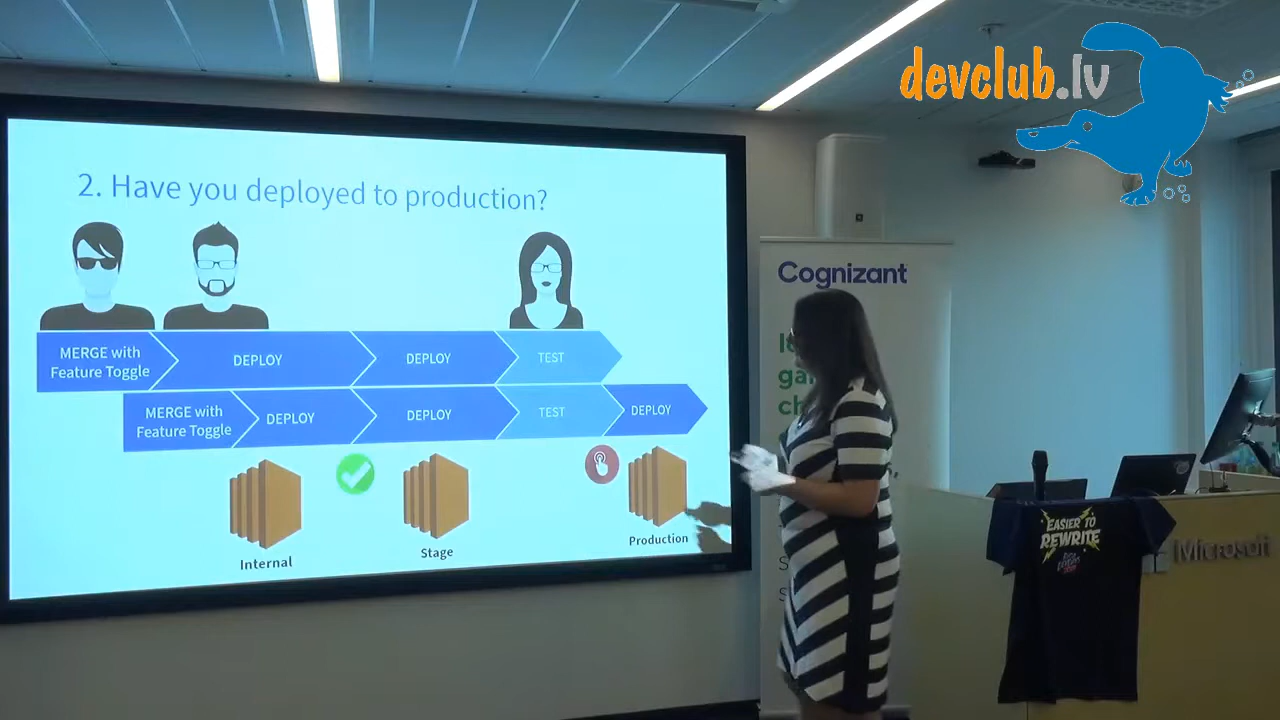 devclub.lv
2. Have you deployed to production?
MERGE with
Feature Toggle
DEPLOY
DEPLOY
TEST
MERGE with
Feature Toggle
DEPLOY
DEPLOY
TEST
DEPLOY
Internal
Stage
Production
Cognizant
EASIER TO
REWRITE
Microsoft